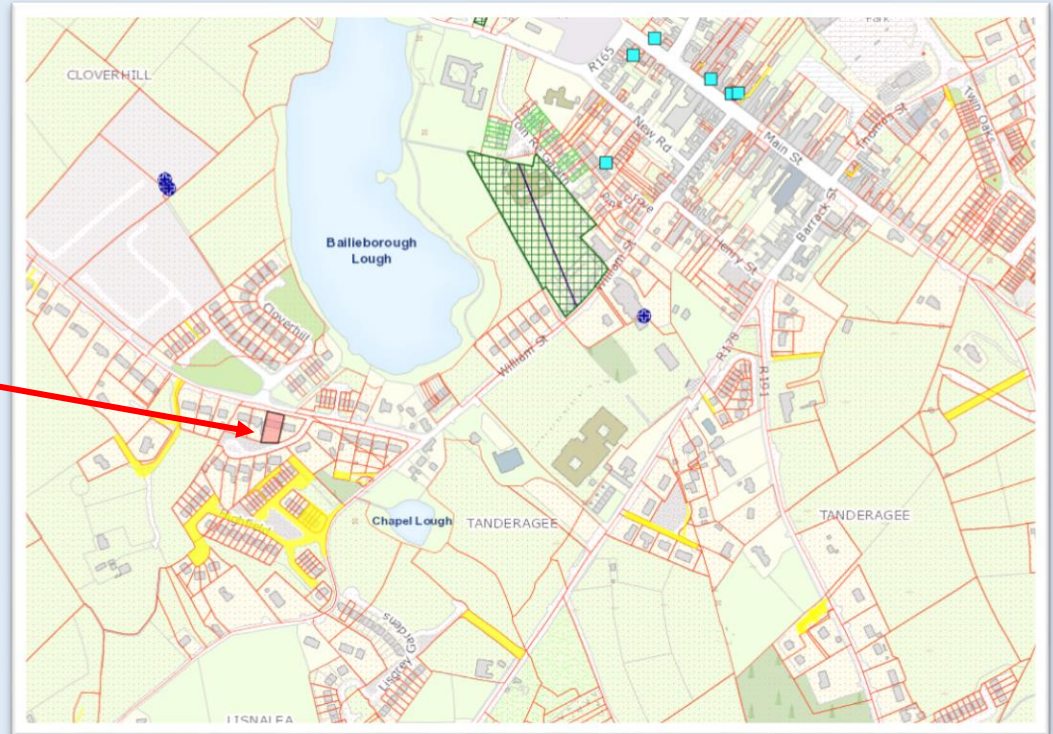 Park
R165
CLOVERHILL
Twin Oaks
Thomas St
New Rd
Main St
Barrack St
Henry St
Bailieborough
Lough
William St
Cloverhill
William St
R178
R191
Chapel Lough
TANDERAGEE
TANDERAGEE
Lisgrey Gardens
LISNALEA